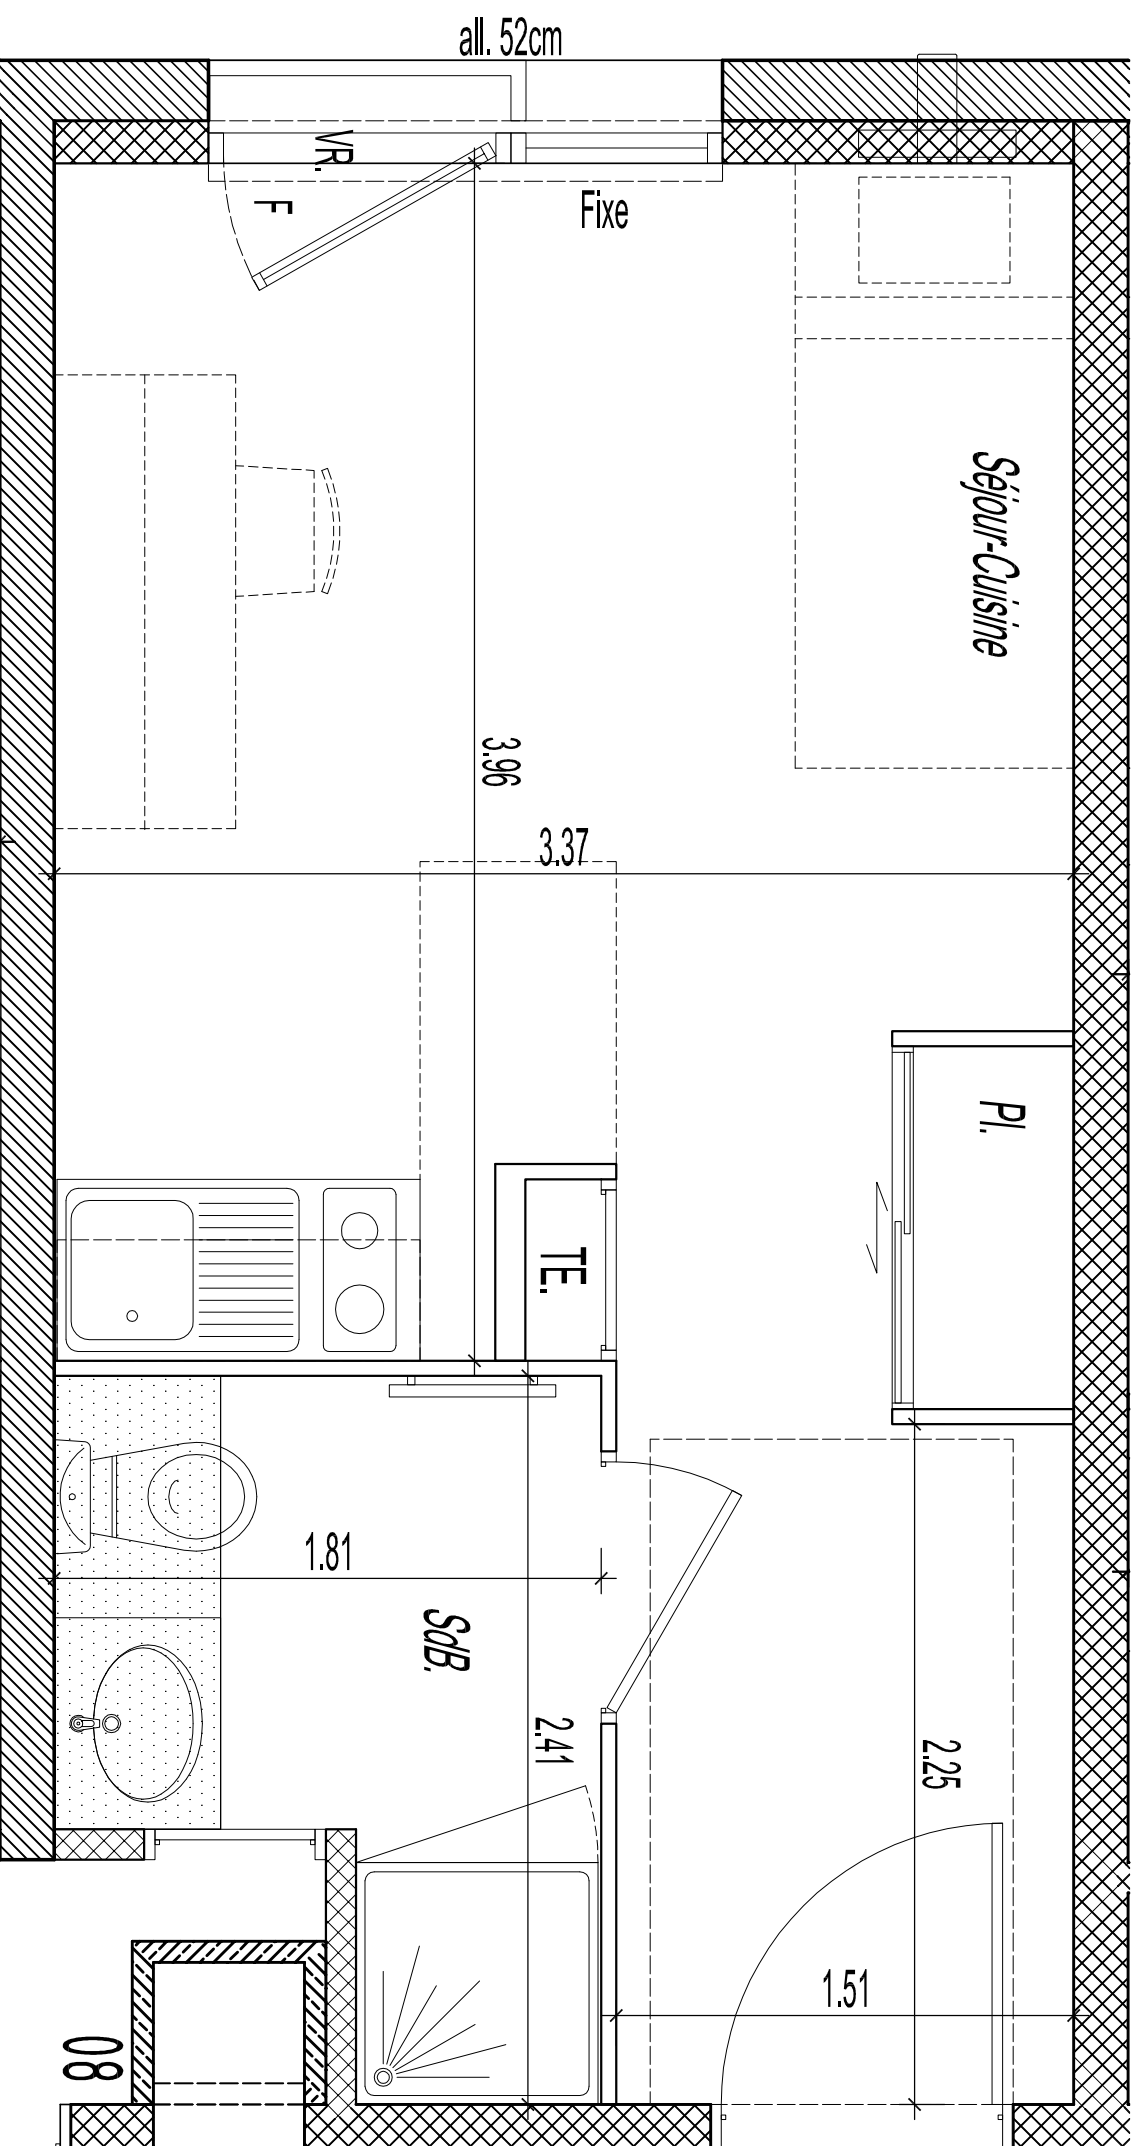 all. 52cm
VR.
F
Fixe
Séjour-Cuisine
3.96
3.37
Pl.
TE.
1.81
SdB.
2.41
2.25
1.51
08